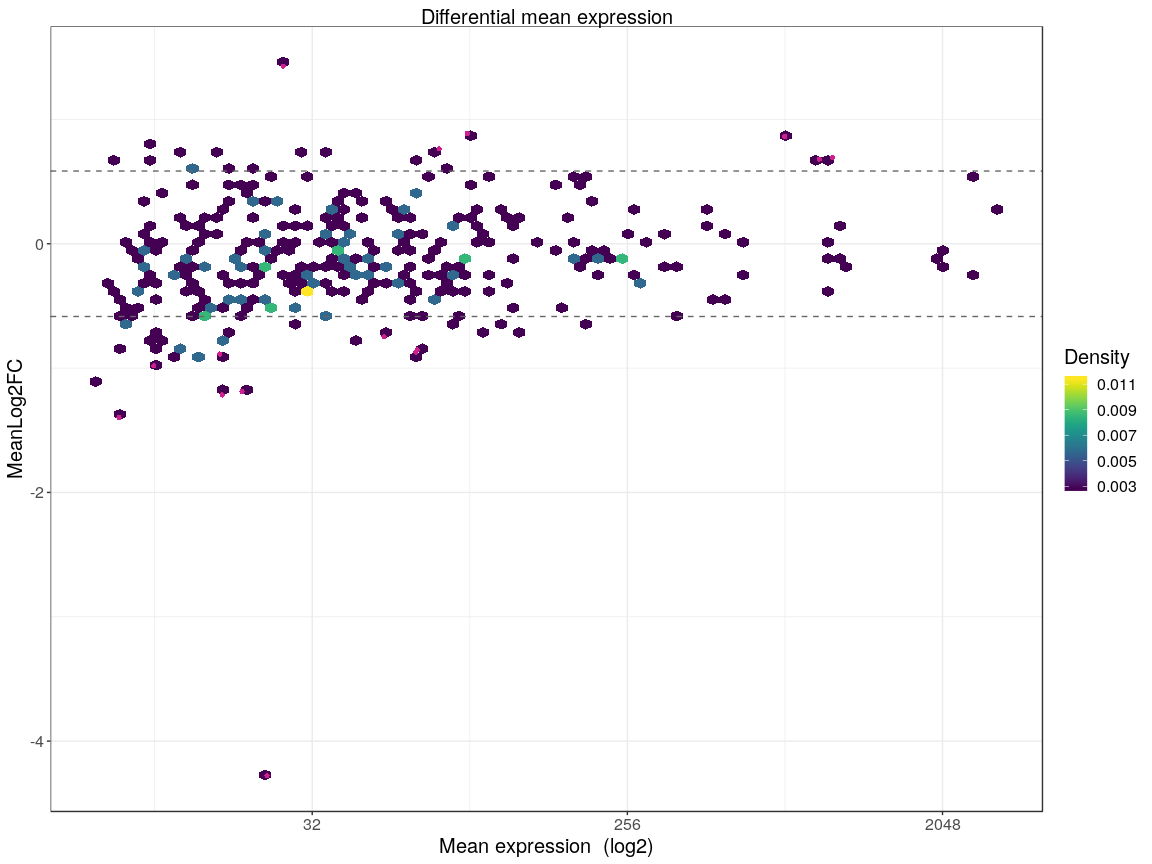 Differential mean expression
MeanLog2FC
0
-2
-4
32
256
2048
Mean expression  (log2)
Density
0.011
0.009
0.007
0.005
0.003